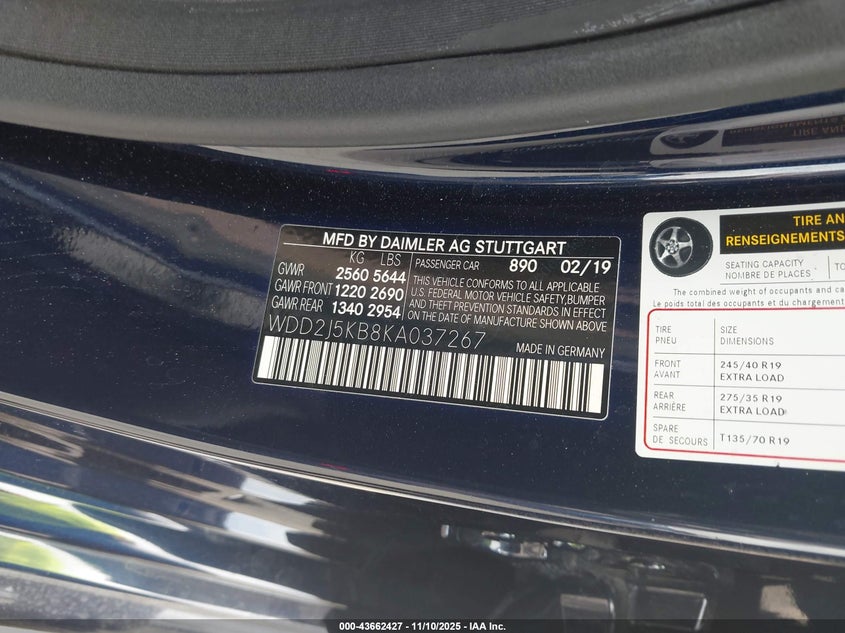 MFD BY DAIMLER AG STUTTGART
KG LBS
GVWR 2560 5644
GAWR FRONT 1220 2690
GAWR REAR 1340 2954
PASSENGER CAR 890 02/19
THIS VEHICLE CONFORMS TO ALL APPLICABLE
U.S. FEDERAL MOTOR VEHICLE SAFETY, BUMPER
AND THEFT PREVENTION STANDARDS IN
EFFECT ON THE DATE OF MANUFACTURE SHOWN ABOVE
WDD2J5KB8KA037267
MADE IN GERMANY
TIRE AN
RENSEIGNEMENTS
SEATING CAPACITY
NOMBRE DE PLACES
TO
The combined weight of occupants and ca
Le poids total des occupants et du charg
TIRE SIZE
PNEU DIMENSIONS
FRONT 245/40 R19
AVANT EXTRA LOAD
REAR 275/35 R19
ARRIÈRE EXTRA LOAD
SPARE
DE SECOURS T135/70 R19
000-43662427 - 11/10/2025 - IAA Inc.